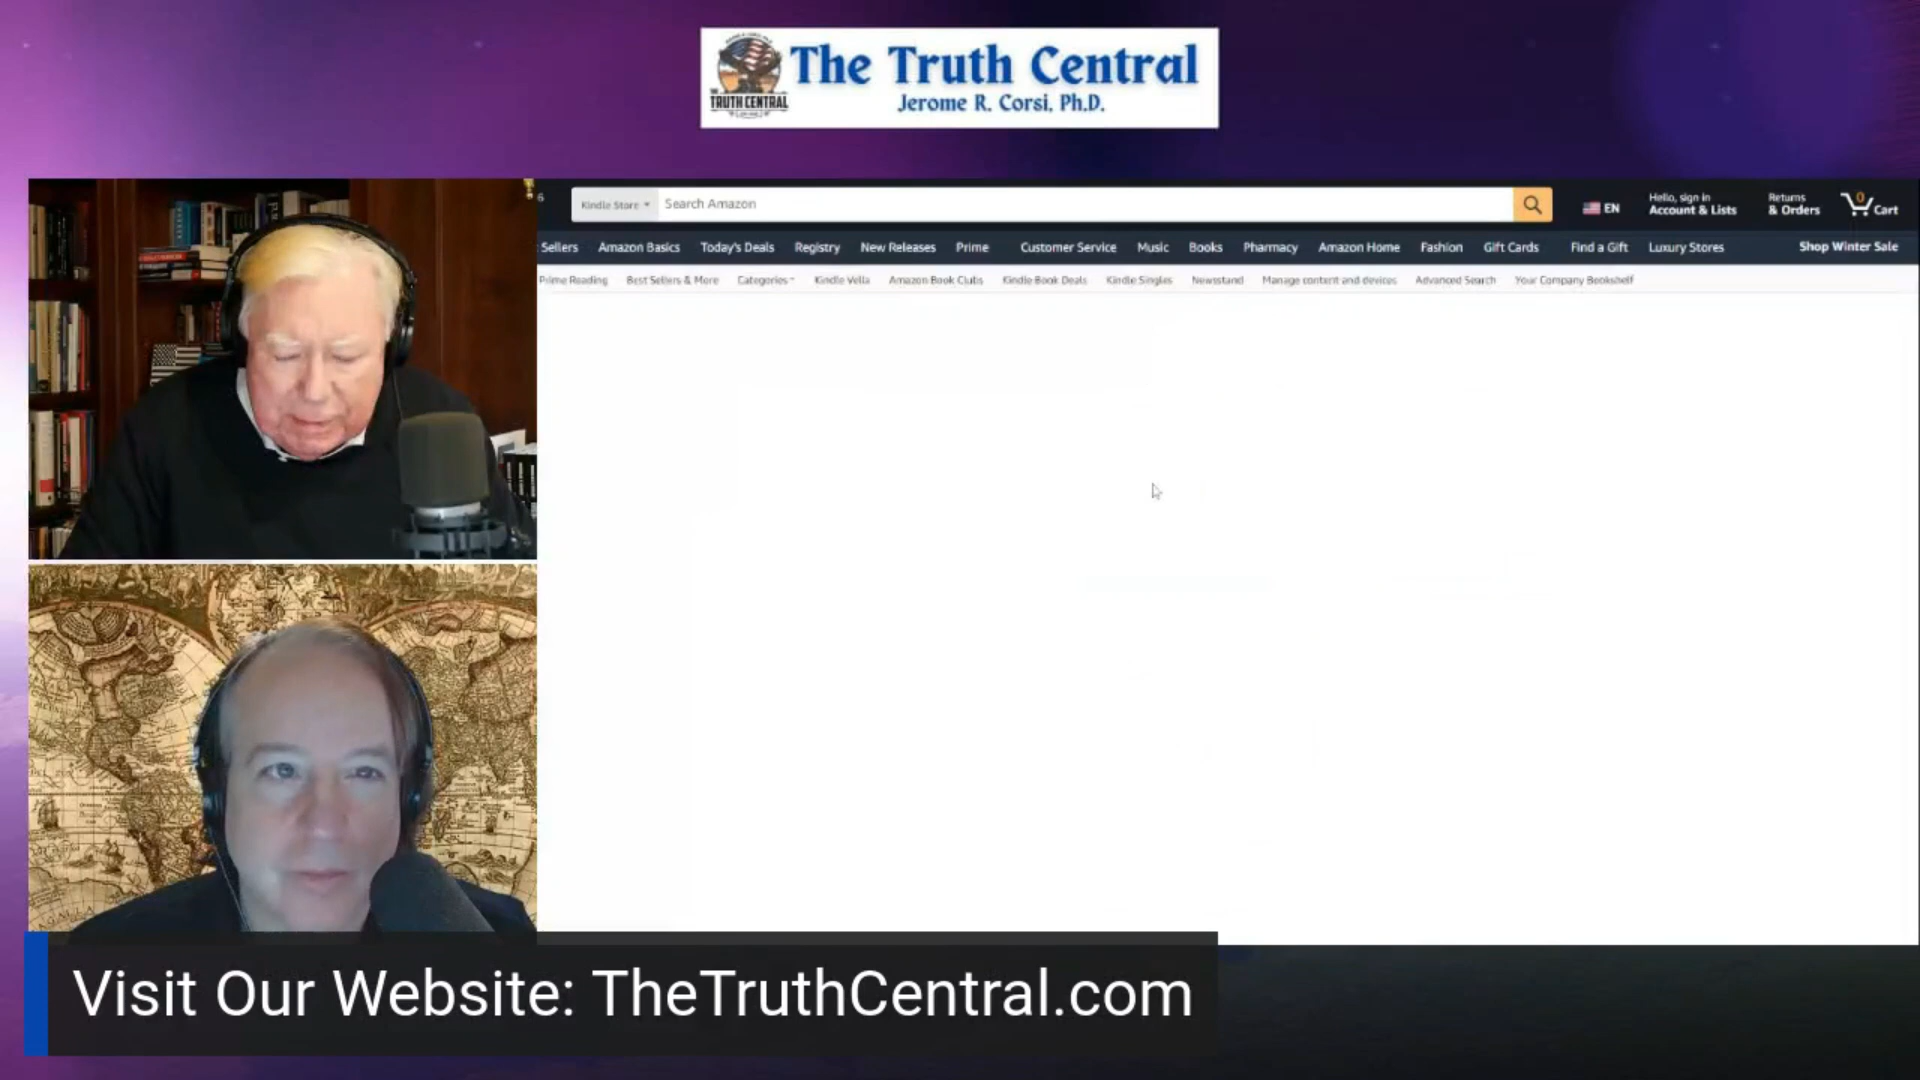 The Truth Central
Jerome R. Corsi, Ph.D.
TRUTH CENTRAL
Kindle Store
Search Amazon
EN
Hello, sign in
Account & Lists
Returns
& Orders
0
Cart
Sellers Amazon Basics Today's Deals Registry New Releases Prime Customer Service Music Books Pharmacy Amazon Home Fashion Gift Cards Find a Gift Luxury Stores Shop Winter Sale
Prime Reading Best Sellers & More Categories Kindle Vella Amazon Book Clubs Kindle Book Deals Kindle Singles Newsstand Manage content and devices Advanced Search Your Company Bookshelf
Visit Our Website: TheTruthCentral.com